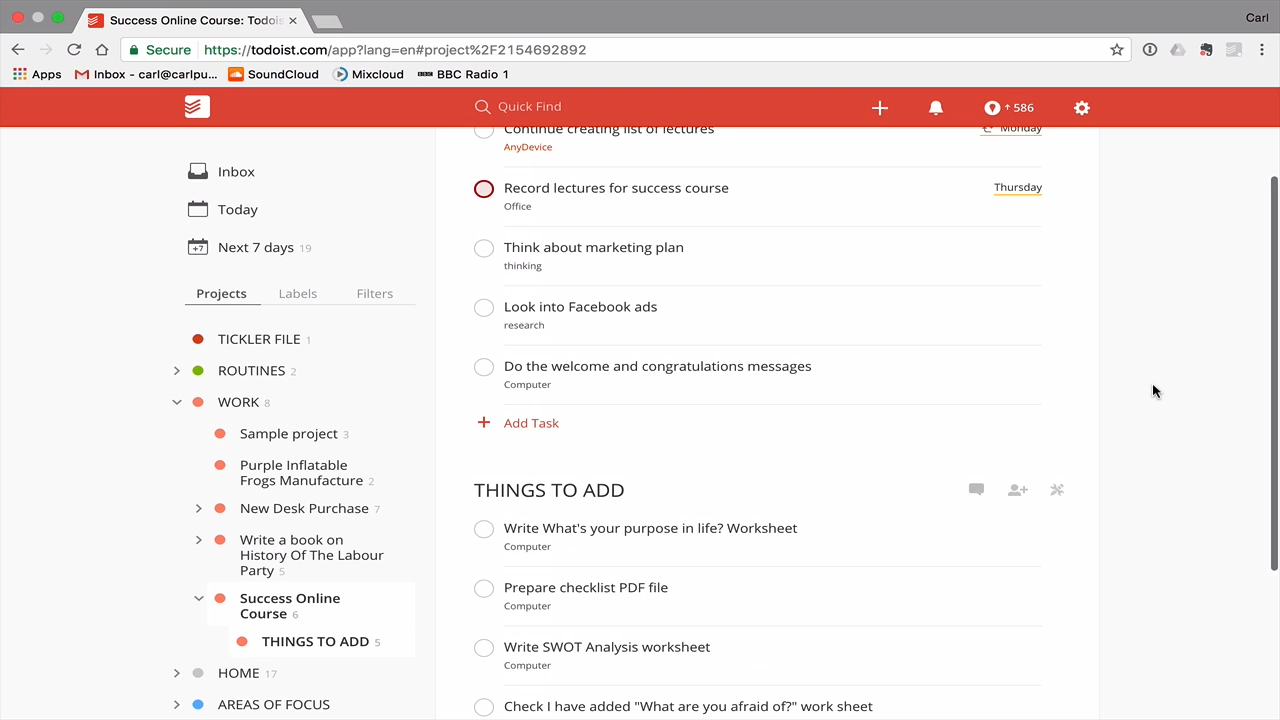 Success Online Course: Todois
Carl
Secure
https://todoist.com/app?lang=en#project%2F2154692892
Apps
Inbox - carl@carlpu...
SoundCloud
Mixcloud
BBC Radio 1
Quick Find
586
Inbox
Today
+7
Next 7 days 19
Projects
Labels
Filters
TICKLER FILE 1
ROUTINES 2
WORK 8
Sample project 3
Purple Inflatable
Frogs Manufacture 2
New Desk Purchase 7
Write a book on
History Of The Labour
Party 5
Success Online
Course 6
THINGS TO ADD 5
HOME 17
AREAS OF FOCUS
Continue creating list of lectures
Monday
AnyDevice
Record lectures for success course
Thursday
Office
Think about marketing plan
thinking
Look into Facebook ads
research
Do the welcome and congratulations messages
Computer
+ Add Task
THINGS TO ADD
Write What's your purpose in life? Worksheet
Computer
Prepare checklist PDF file
Computer
Write SWOT Analysis worksheet
Computer
Check I have added "What are you afraid of?" work sheet